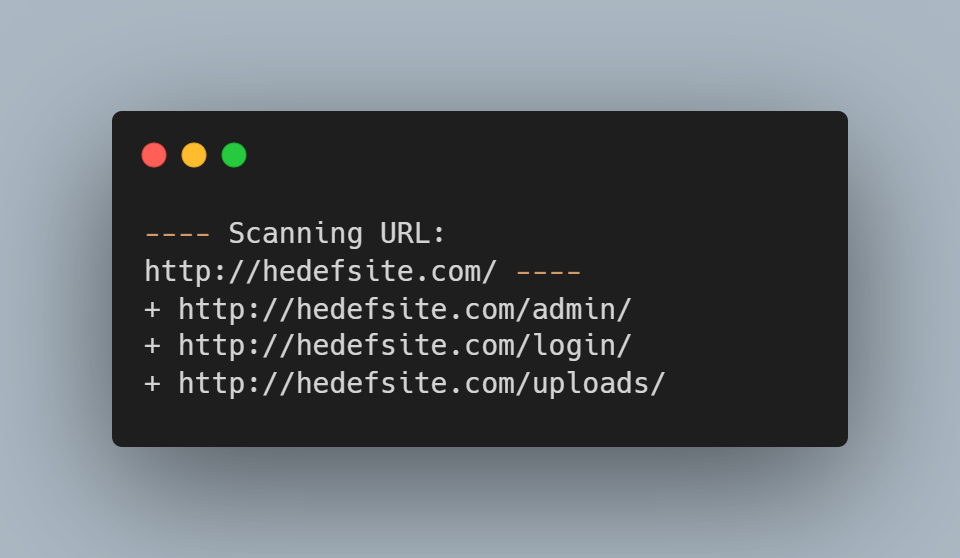 ---- Scanning URL:
http://hedefsite.com/ ----
+ http://hedefsite.com/admin/
+ http://hedefsite.com/login/
+ http://hedefsite.com/uploads/